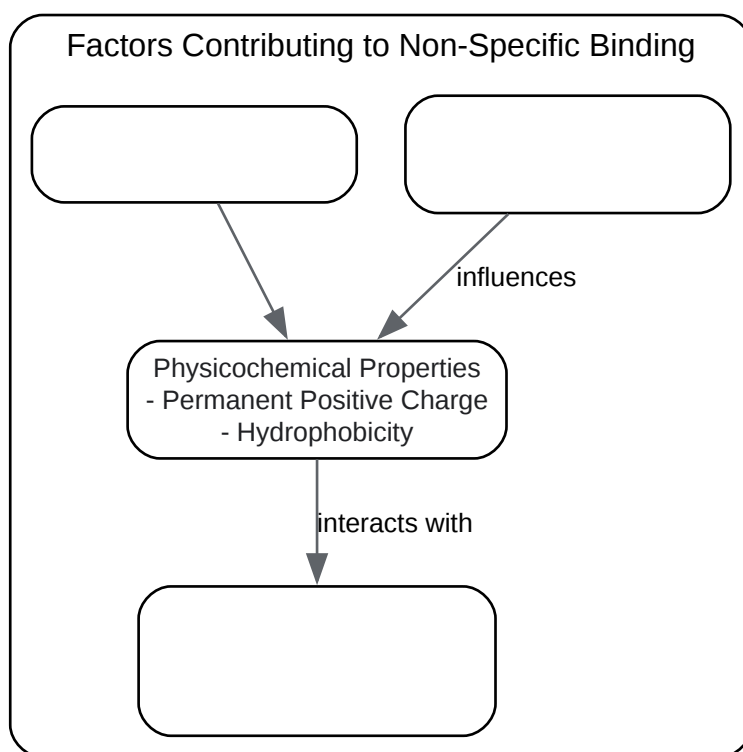 Factors Contributing to Non-Specific Binding
influences
Physicochemical Properties
- Permanent Positive Charge
- Hydrophobicity
interacts with